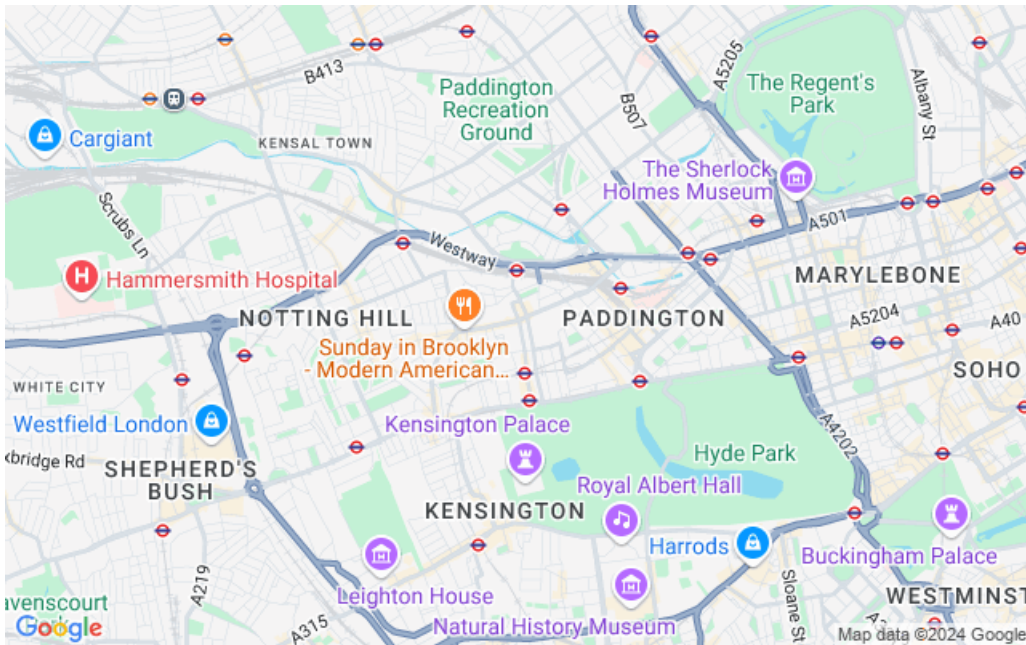 B413
Paddington
Recreation
Ground
B507
A5205
The Regent's
Park
Albany St
Cargiant
KENSAL TOWN
The Sherlock
Holmes Museum
Scrubs Ln
Westway
A501
Hammersmith Hospital
MARYLEBONE
NOTTING HILL
PADDINGTON
A5204
A40
Sunday in Brooklyn
- Modern American...
SOHO
WHITE CITY
Westfield London
Kensington Palace
A4202
xbridge Rd
SHEPHERD'S
BUSH
Hyde Park
Royal Albert Hall
KENSINGTON
Harrods
Buckingham Palace
A219
Leighton House
Sloane St
WESTMINST
avenscourt
A315
Natural History Museum
Google
Map data ©2024 Google